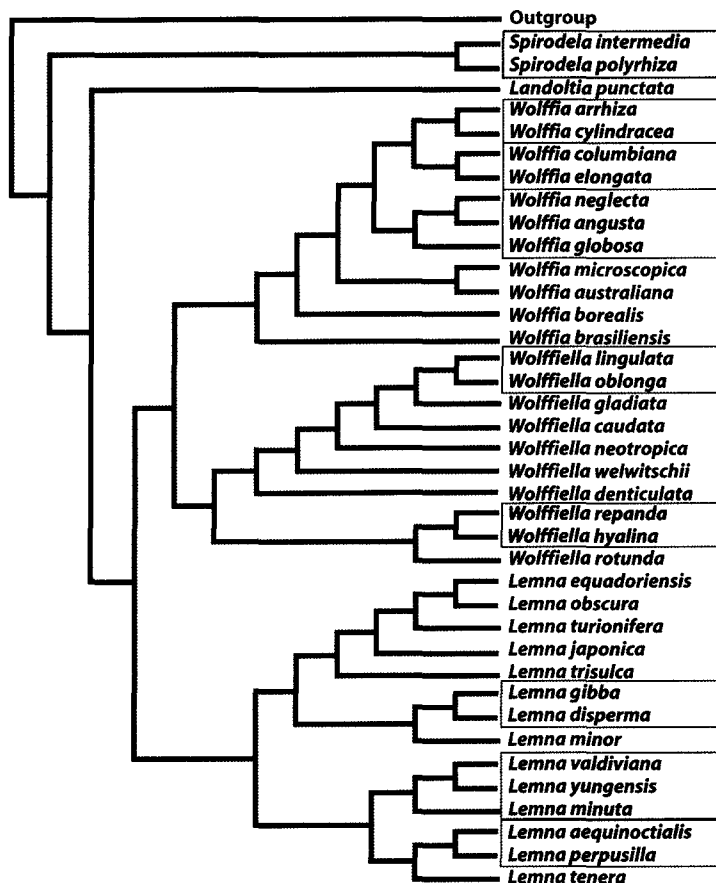 Outgroup
Spirodela intermedia
Spirodela polyrhiza
Landoltia punctata
Wolffia arrhiza
Wolffia cylindracea
Wolffia columbiana
Wolffia elongata
Wolffia neglecta
Wolffia angusta
Wolffia globosa
Wolffia microscopica
Wolffia australiana
Wolffia borealis
Wolffia brasiliensis
Wolffiella lingulata
Wolffiella oblonga
Wolffiella gladiata
Wolffiella caudata
Wolffiella neotropica
Wolffiella welwitschii
Wolffiella denticulata
Wolffiella repanda
Wolffiella hyalina
Wolffiella rotunda
Lemna equadoriensis
Lemna obscura
Lemna turionifera
Lemna japonica
Lemna trisulca
Lemna gibba
Lemna disperma
Lemna minor
Lemna valdiviana
Lemna yungensis
Lemna minuta
Lemna aequinoctialis
Lemna perpusilla
Lemna tenera